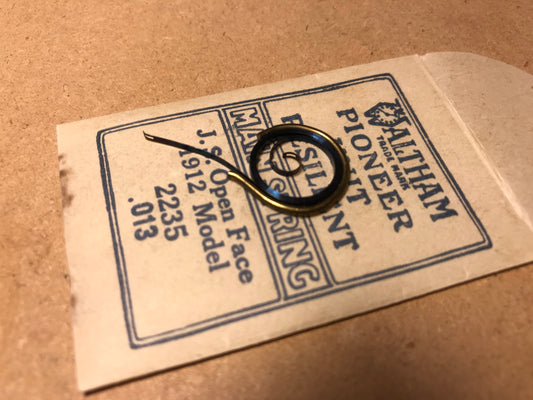 WALTHAM
TRADE MARK
PIONEER
RESILIENT
MAINSPRING
J. s. Open Face
1912 Model
2235
.013